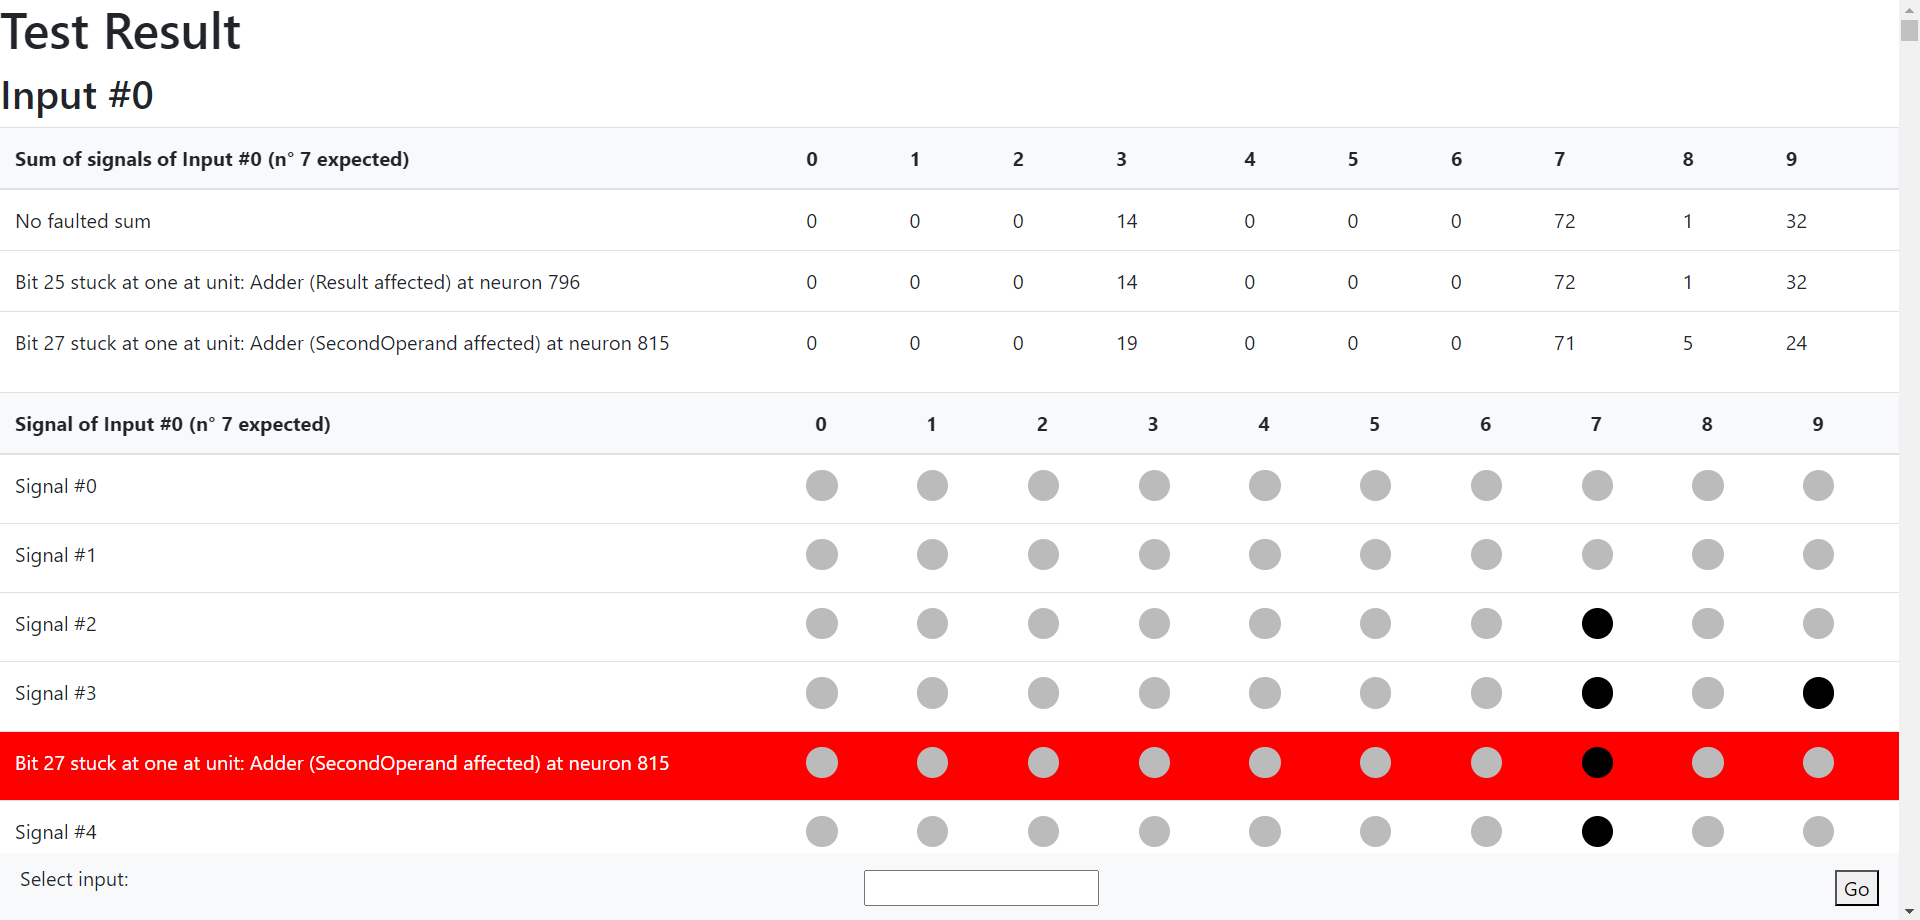 Test Result
Input #0
Sum of signals of Input #0 (n° 7 expected) 0 1 2 3 4 5 6 7 8 9
No faulted sum 0 0 0 14 0 0 0 72 1 32
Bit 25 stuck at one at unit: Adder (Result affected) at neuron 796 0 0 0 14 0 0 0 72 1 32
Bit 27 stuck at one at unit: Adder (SecondOperand affected) at neuron 815 0 0 0 19 0 0 0 71 5 24
Signal of Input #0 (n° 7 expected) 0 1 2 3 4 5 6 7 8 9
Signal #0
Signal #1
Signal #2
Signal #3
Bit 27 stuck at one at unit: Adder (SecondOperand affected) at neuron 815
Signal #4
Select input: Go